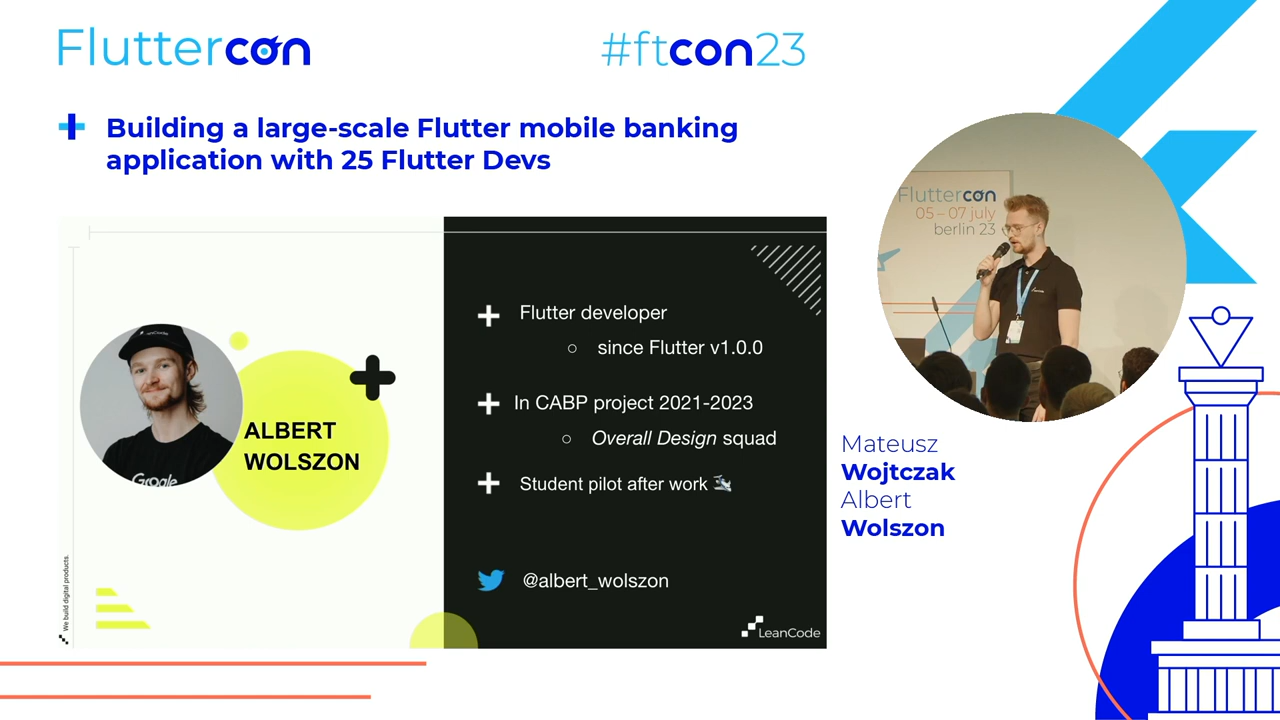 Fluttercon
#ftcon23
Building a large-scale Flutter mobile banking
application with 25 Flutter Devs
Fluttercon
05 – 07 july
berlin 23
Flutter developer
since Flutter v1.0.0
In CABP project 2021-2023
Overall Design squad
Student pilot after work
@albert_wolszon
LeanCode
ALBERT
WOLSZON
Google
We build digital products.
Mateusz
Wojtczak
Albert
Wolszon